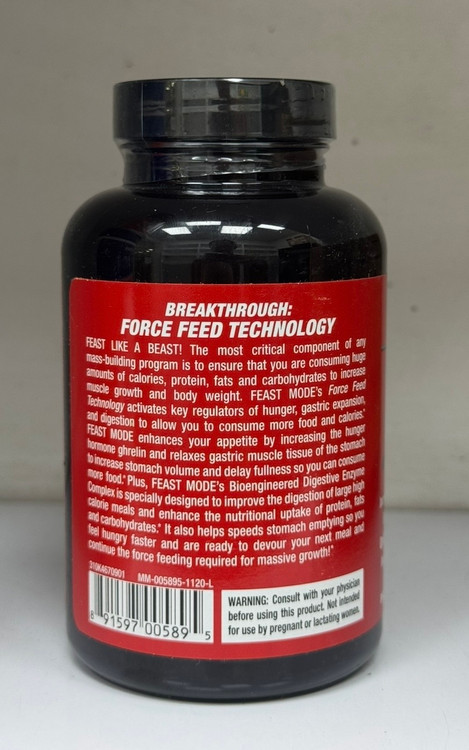 BREAKTHROUGH:
FORCE FEED TECHNOLOGY
FEAST LIKE A BEAST! The most critical component of any
mass-building program is to ensure that you are consuming huge
amounts of calories, protein, fats and carbohydrates to increase
muscle growth and body weight. FEAST MODE's Force Feed
Technology activates key regulators of hunger, gastric expansion,
and digestion to allow you to consume more food and calories.*
FEAST MODE enhances your appetite by increasing the hunger
hormone ghrelin and relaxes gastric muscle tissue of the stomach
to increase stomach volume and delay fullness so you can consume
more food.* Plus, FEAST MODE's Bioengineered Digestive Enzyme
Complex is specially designed to improve the digestion of large high
calorie meals and enhance the nutritional uptake of protein, fats
and carbohydrates.* It also helps speeds stomach emptying so you
feel hungry faster and are ready to devour your next meal and
continue the force feeding required for massive growth!*
310K4670901 MM-005895-1120-L
8 91597 00589 5
WARNING: Consult with your physician
before using this product. Not intended
for use by pregnant or lactating women.